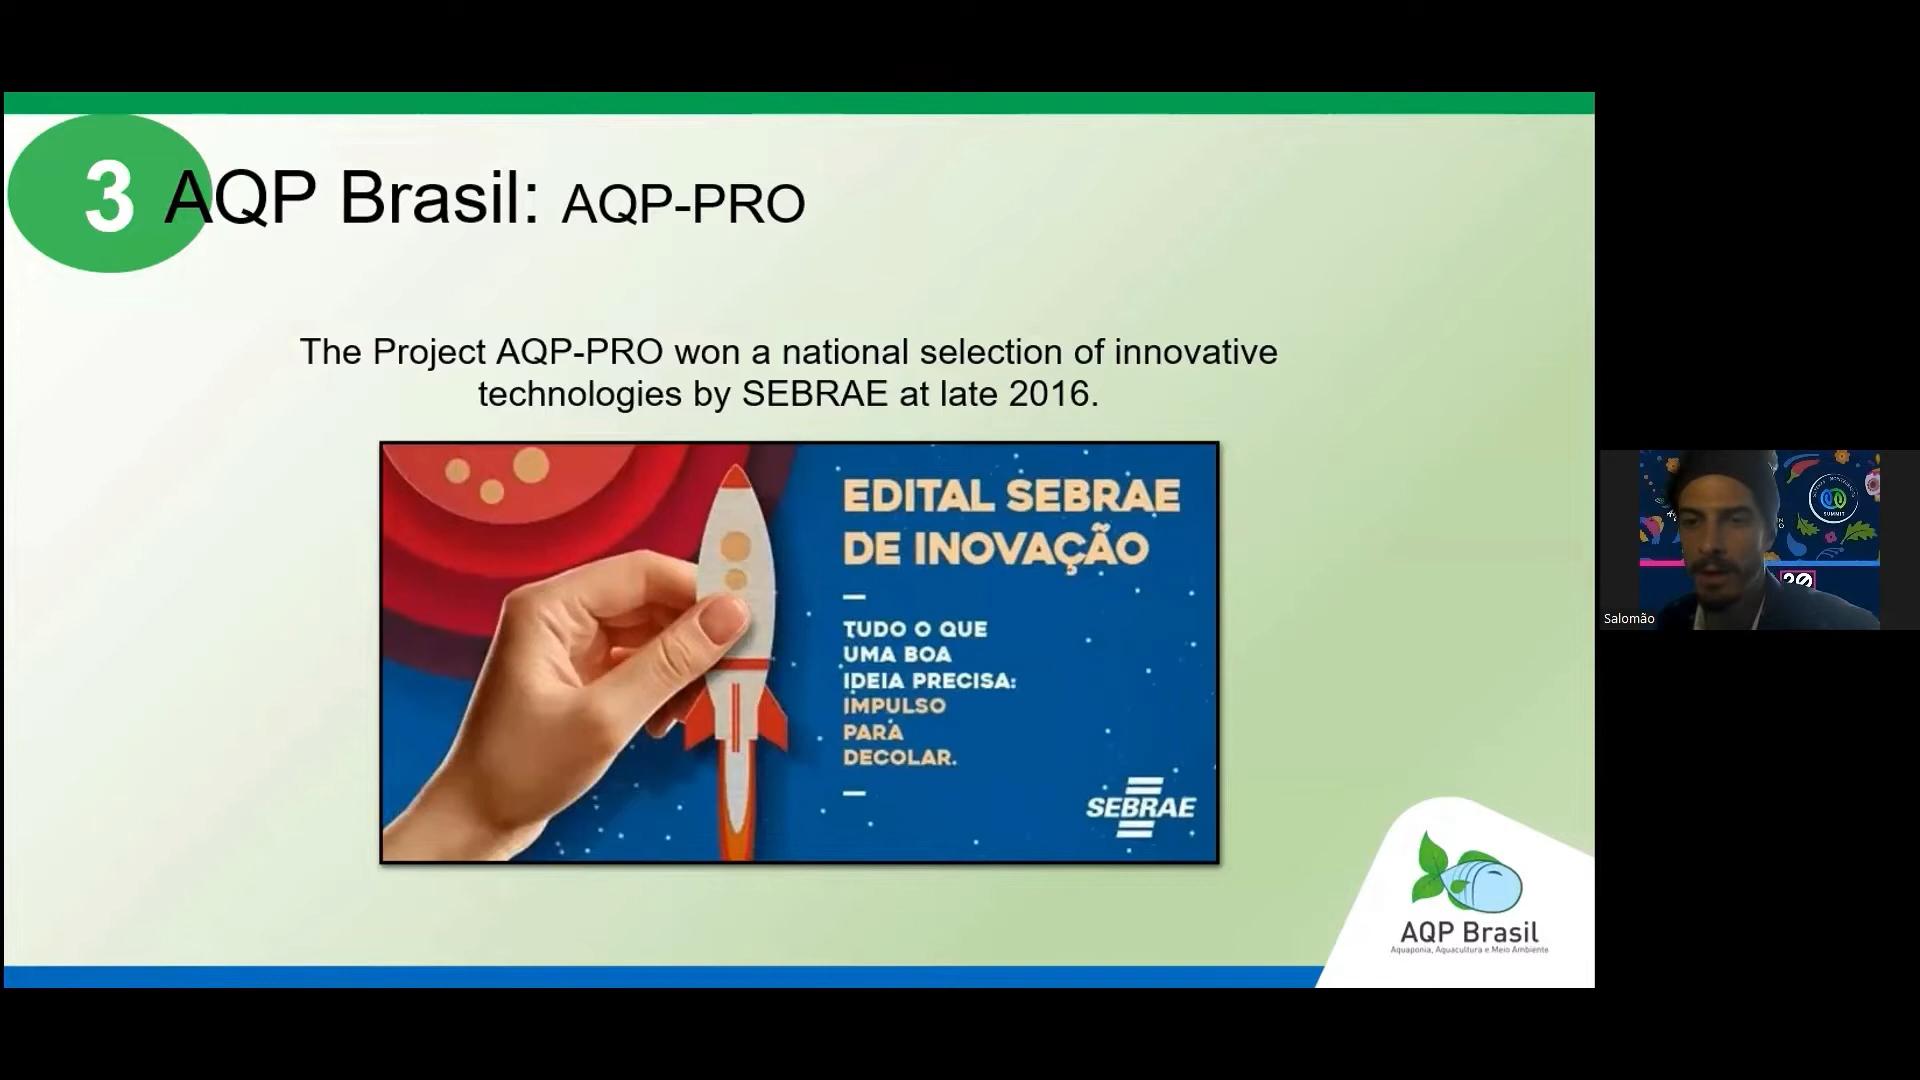 3
AQP Brasil: AQP-PRO
The Project AQP-PRO won a national selection of innovative
technologies by SEBRAE at late 2016.
EDITAL SEBRAE
DE INOVAÇÃO
TUDO O QUE
UMA BOA
IDEIA PRECISA:
IMPULSO
PARA
DECOLAR.
SEBRAE
AQP Brasil
Aquaponia, Aquacultura e Meio Ambiente
SUMMIT
20
Salomão